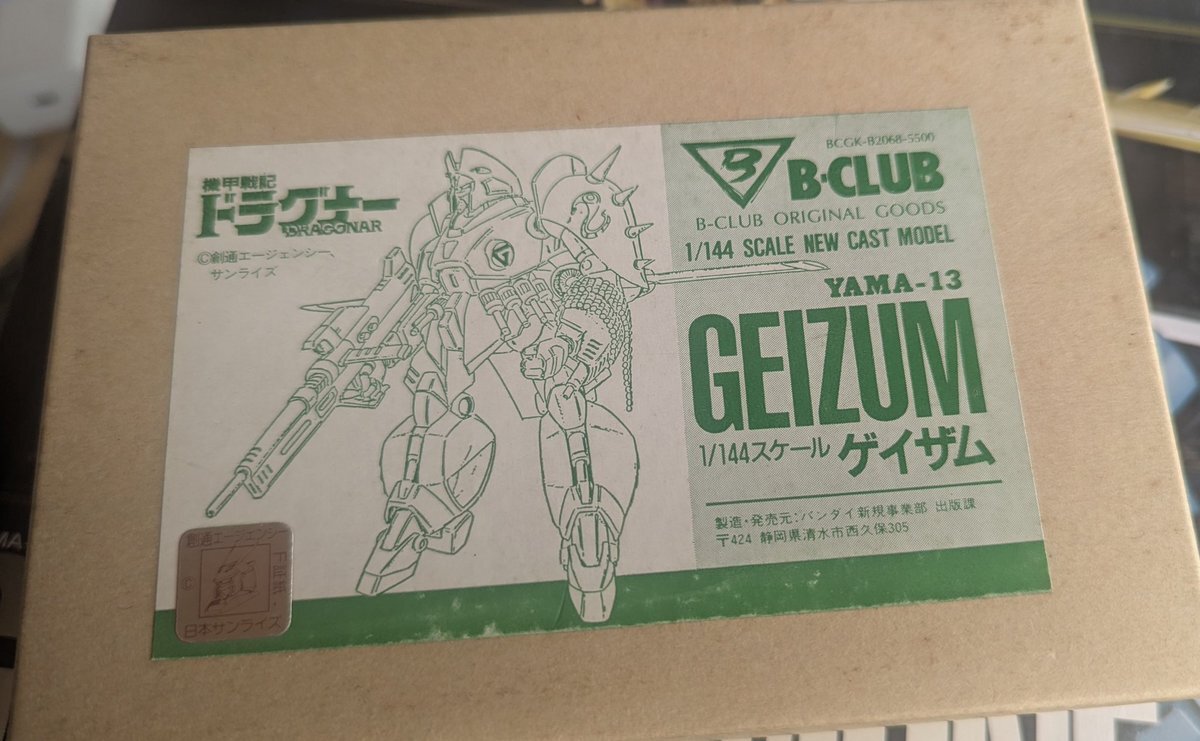 機甲戦記
ドラグナー
DRAGONAR
©創通エージェンシー、
サンライズ
BCGK-B2068-5500
B
B-CLUB
B-CLUB ORIGINAL GOODS
1/144 SCALE NEW CAST MODEL
YAMA-13
GEIZUM
1/144スケール ゲイザム
製造・発売元:バンダイ新規事業部 出版課
〒424 静岡県清水市西久保305
創通エージェンシー
©
日本サンライズ